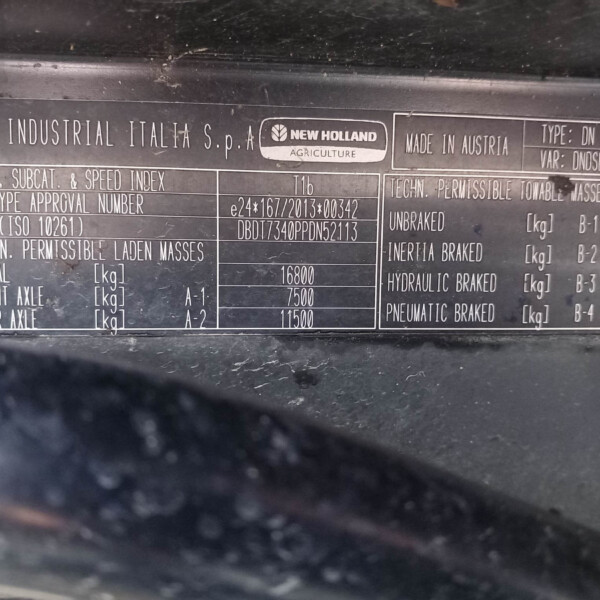 INDUSTRIAL ITALIA S.p.A
NEW HOLLAND
AGRICULTURE
MADE IN AUSTRIA
TYPE: DN
VAR: DNDS
. SUBCAT. & SPEED INDEX T1b
YPE APPROVAL NUMBER e24*167/2013*00342
(ISO 10261) DBDT7340PPDN52113
N. PERMISSIBLE LADEN MASSES
AL [kg] 16800
T AXLE [kg] A-1 7500
R AXLE [kg] A-2 11500
TECHN. PERMISSIBLE TOWABLE MASSE
UNBRAKED [kg] B-1
INERTIA BRAKED [kg] B-2
HYDRAULIC BRAKED [kg] B-3
PNEUMATIC BRAKED [kg] B-4